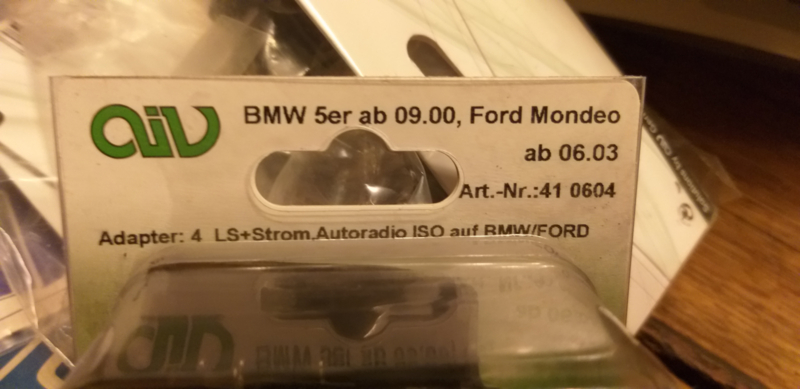 aiv
BMW 5er ab 09.00, Ford Mondeo
ab 06.03
Art.-Nr.:41 0604
Adapter: 4 LS+Strom,Autoradio ISO auf BMW/FORD